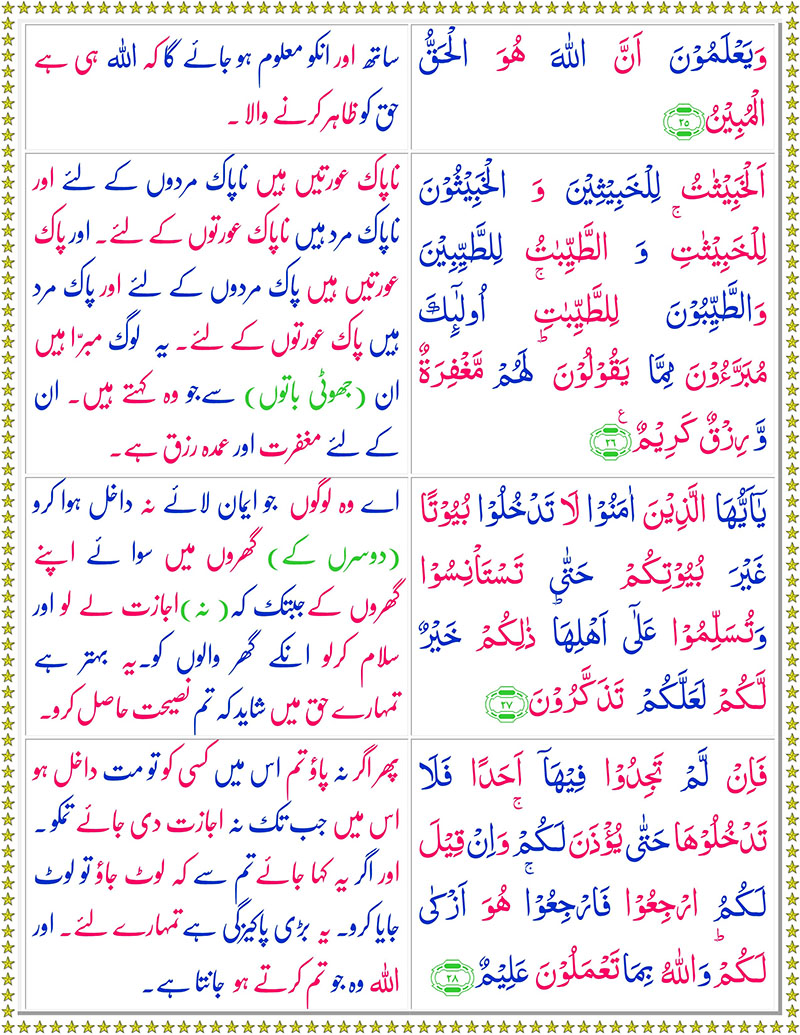 وَيَعْلَمُوْنَ اَنَّ اللّٰهَ هُوَ الْحَقُّ
الْمُبِيْنُ ﴿۲۵﴾
ساتھ اور انکو معلوم ہو جائے گا کہ اللہ ہی ہے
حق کو ظاہر کرنے والا ۔
اَلْخَبِيْثٰتُ لِلْخَبِيْثِيْنَ وَ الْخَبِيْثُوْنَ
لِلْخَبِيْثٰتِ ۚ وَ الطَّيِّبٰتُ لِلطَّيِّبِيْنَ
وَالطَّيِّبُوْنَ لِلطَّيِّبٰتِ ۚ اُولٰٓئِكَ
مُبَرَّءُوْنَ مِمَّا يَقُوْلُوْنَ ؕ لَهُمْ مَّغْفِرَةٌ
وَّ رِزْقٌ كَرِيْمٌ ﴿۲۶﴾ ع
ناپاک عورتیں ہیں ناپاک مردوں کے لئے اور
ناپاک مرد ہیں ناپاک عورتوں کے لئے۔ اور پاک
عورتیں ہیں پاک مردوں کے لئے اور پاک مرد
ہیں پاک عورتوں کے لئے۔ یہ لوگ مبرّا ہیں
ان (جھوٹی باتوں) سے جو وہ کہتے ہیں۔ ان
کے لئے مغفرت اور عمدہ رزق ہے۔
يٰۤاَيُّهَا الَّذِيْنَ اٰمَنُوْا لَا تَدْخُلُوْا بُيُوْتًا
غَيْرَ بُيُوْتِكُمْ حَتّٰى تَسْتَاْنِسُوْا
وَتُسَلِّمُوْا عَلٰٓى اَهْلِهَا ؕ ذٰلِكُمْ خَيْرٌ
لَّكُمْ لَعَلَّكُمْ تَذَكَّرُوْنَ ﴿۲۷﴾
اے وہ لوگوں جو ایمان لائے نہ داخل ہوا کرو
(دوسرں کے) گھروں میں سوا ئے اپنے
گھروں کے جبتک کہ (نہ) اجازت لے لو اور
سلام کرلو انکے گھر والوں کو۔ یہ بہتر ہے
تمہارے حق میں شاید کہ تم نصیحت حاصل کرو۔
فَاِنْ لَّمْ تَجِدُوْا فِيْهَاۤ اَحَدًا فَلَا
تَدْخُلُوْهَا حَتّٰى يُؤْذَنَ لَكُمْ ۚ وَاِنْ قِيْلَ
لَكُمُ ارْجِعُوْا فَارْجِعُوْا ۚ هُوَ اَزْكٰى
لَكُمْ ؕ وَاللّٰهُ بِمَا تَعْمَلُوْنَ عَلِيْمٌ ﴿۲۸﴾
پھر اگر نہ پاؤ تم اس میں کسی کو تو مت داخل ہو
اس میں جب تک نہ اجازت دی جائے تمکو۔
اور اگر یہ کہا جائے تم سے کہ لوٹ جاؤ تو لوٹ
جایا کرو۔ یہ بڑی پاکیزگی ہے تمہارے لئے۔ اور
اللہ وہ جو تم کرتے ہو جانتا ہے۔